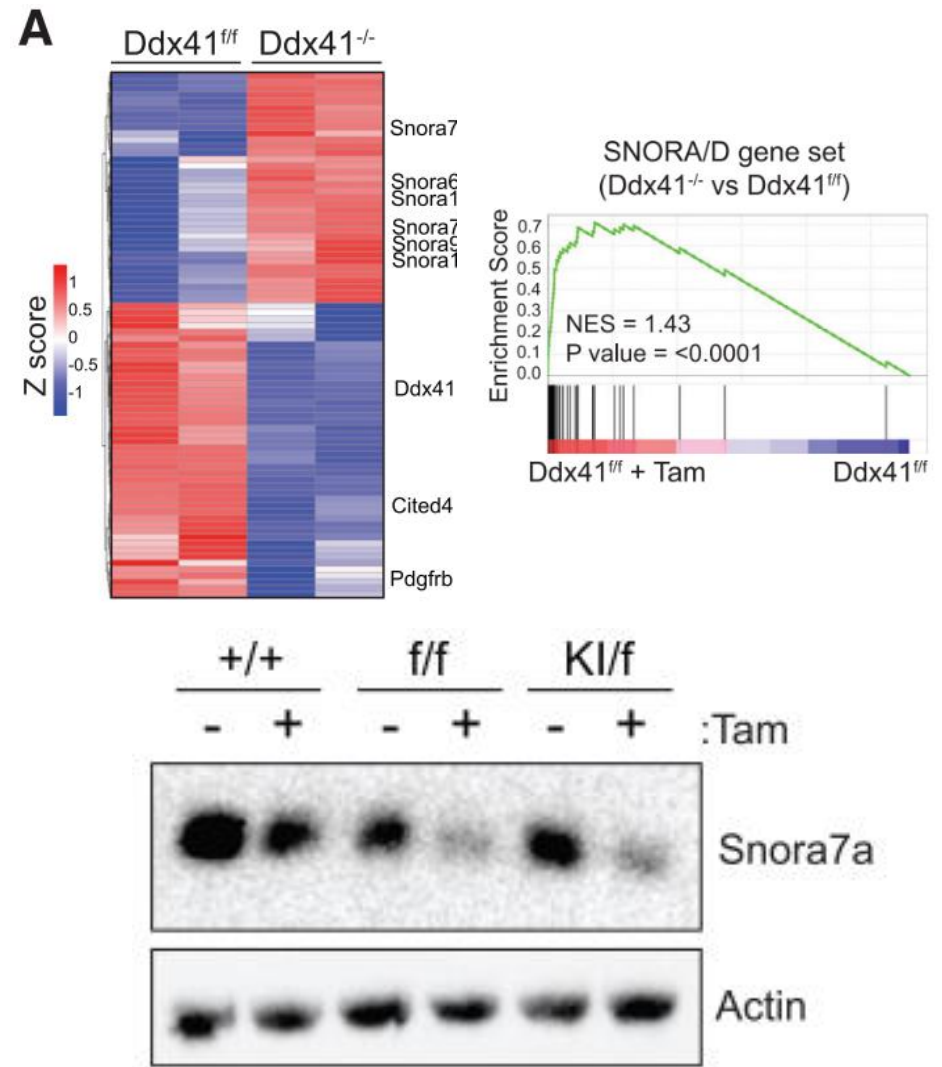 A
Ddx41f/f Ddx41-/-
Snora7
Snora6
Snora1
Snora7
Snora9
Snora1
Ddx41
Cited4
Pdgfrb
Z score
1
0.5
0
-0.5
-1
SNORA/D gene set
(Ddx41-/- vs Ddx41f/f)
Enrichment Score
0.7
0.6
0.5
0.4
0.3
0.2
0.1
0.0
NES = 1.43
P value = <0.0001
Ddx41f/f + Tam Ddx41f/f
+/+ f/f KI/f
- + - + - + :Tam
Snora7a
Actin